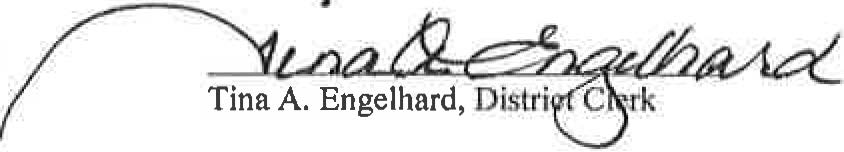 Tina A. Engelhard
Tina A. Engelhard, District Clerk